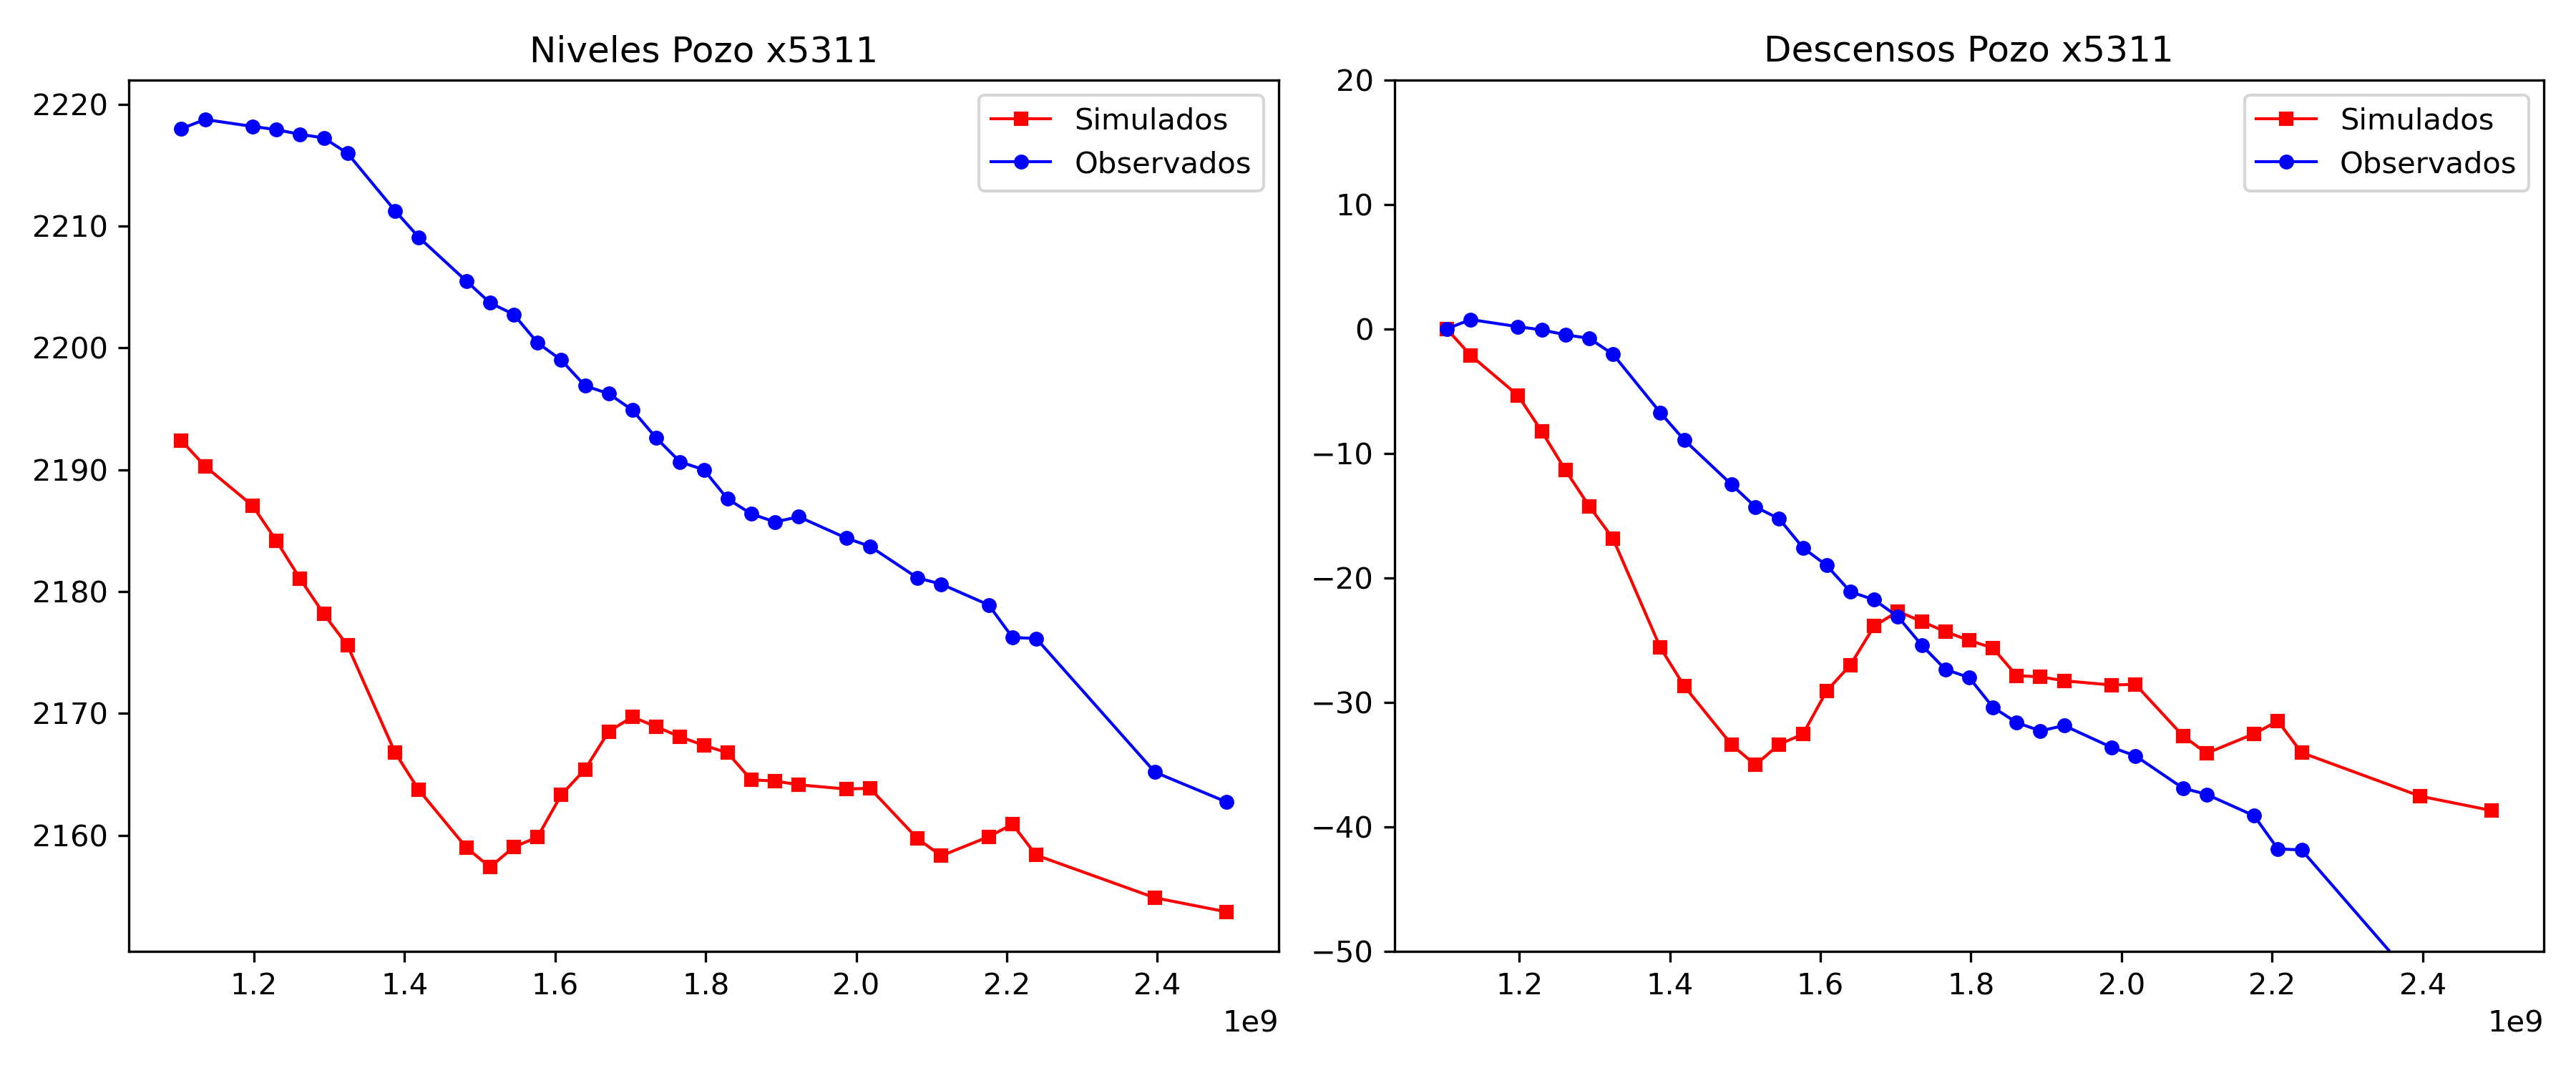 Niveles Pozo x5311
2220
2210
2200
2190
2180
2170
2160
Simulados
Observados
1.2 1.4 1.6 1.8 2.0 2.2 2.4
1e9
Descensos Pozo x5311
20
10
0
−10
−20
−30
−40
−50
Simulados
Observados
1.2 1.4 1.6 1.8 2.0 2.2 2.4
1e9